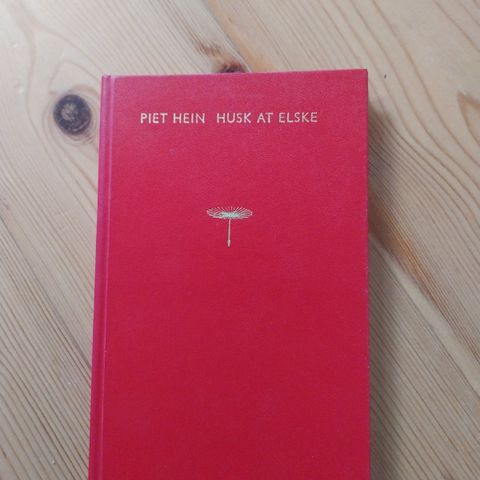 PIET HEIN HUSK AT ELSKE